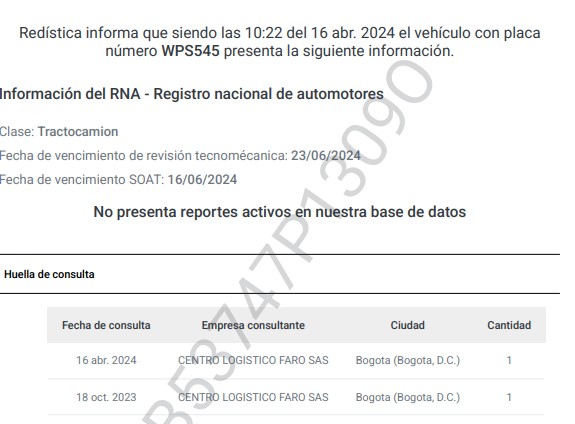 Redística informa que siendo las 10:22 del 16 abr. 2024 el vehículo con placa
número WPS545 presenta la siguiente información.
Información del RNA - Registro nacional de automotores
Clase: Tractocamion
Fecha de vencimiento de revisión tecnomécanica: 23/06/2024
Fecha de vencimiento SOAT: 16/06/2024
No presenta reportes activos en nuestra base de datos
Huella de consulta
Fecha de consulta Empresa consultante Ciudad Cantidad
16 abr. 2024 CENTRO LOGISTICO FARO SAS Bogota (Bogota, D.C.) 1
18 oct. 2023 CENTRO LOGISTICO FARO SAS Bogota (Bogota, D.C.) 1
B53747P13090